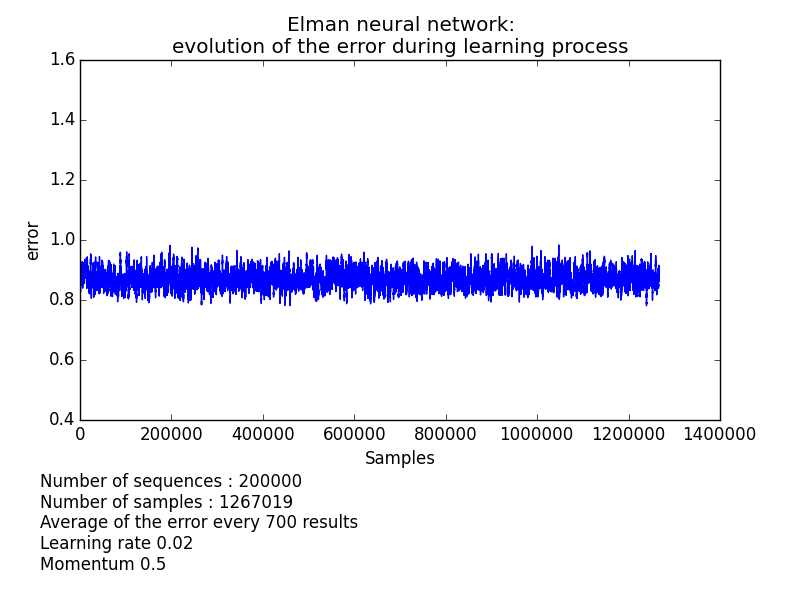 Elman neural network:
evolution of the error during learning process
1.6
1.4
1.2
1.0
0.8
0.6
0.4
error
0 200000 400000 600000 800000 1000000 1200000 1400000
Samples
Number of sequences : 200000
Number of samples : 1267019
Average of the error every 700 results
Learning rate 0.02
Momentum 0.5